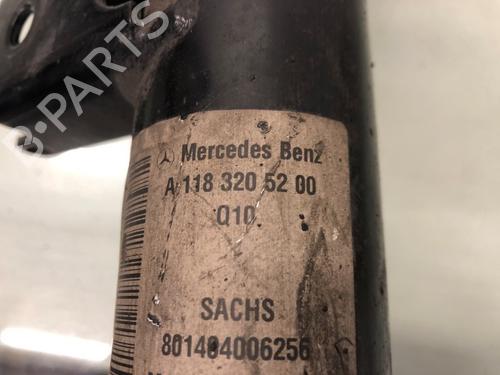 B-PARTS
Mercedes Benz
A 118 320 52 00
Q10
SACHS
801404006256